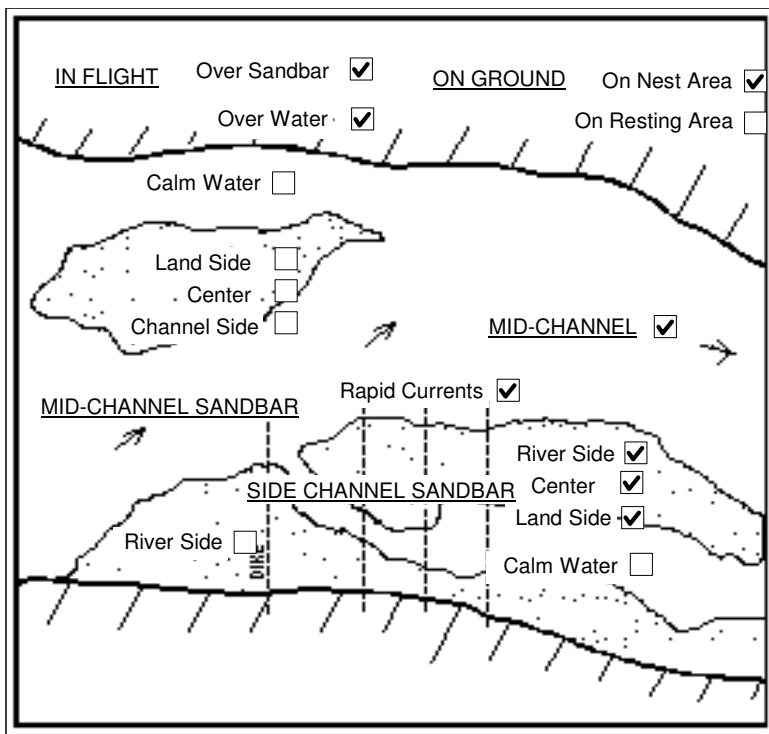 IN FLIGHT
Over Sandbar
ON GROUND
On Nest Area
Over Water
On Resting Area
Calm Water
Land Side
Center
Channel Side
MID-CHANNEL
Rapid Currents
MID-CHANNEL SANDBAR
River Side
SIDE CHANNEL SANDBAR
Center
Land Side
River Side
DIKE
Calm Water